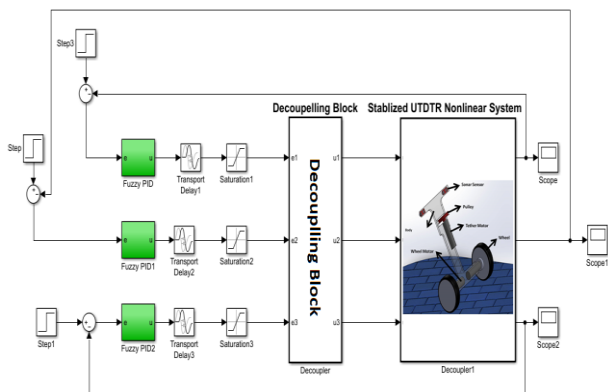 Step3
Decoupelling Block
Stablized UTDTR Nonlinear System
Step
e
u
Fuzzy PID
Transport
Delay1
Saturation1
e1
u1
Scope
Sonar Sensor
Pulley
Wheel
Wheel Motor
e
u
Fuzzy PID1
Transport
Delay2
Saturation2
e2
Decouplling Block
u2
Scope1
Step1
e
u
Fuzzy PID2
Transport
Delay3
Saturation3
e3
u3
Scope2
Decoupler
Decoupler1